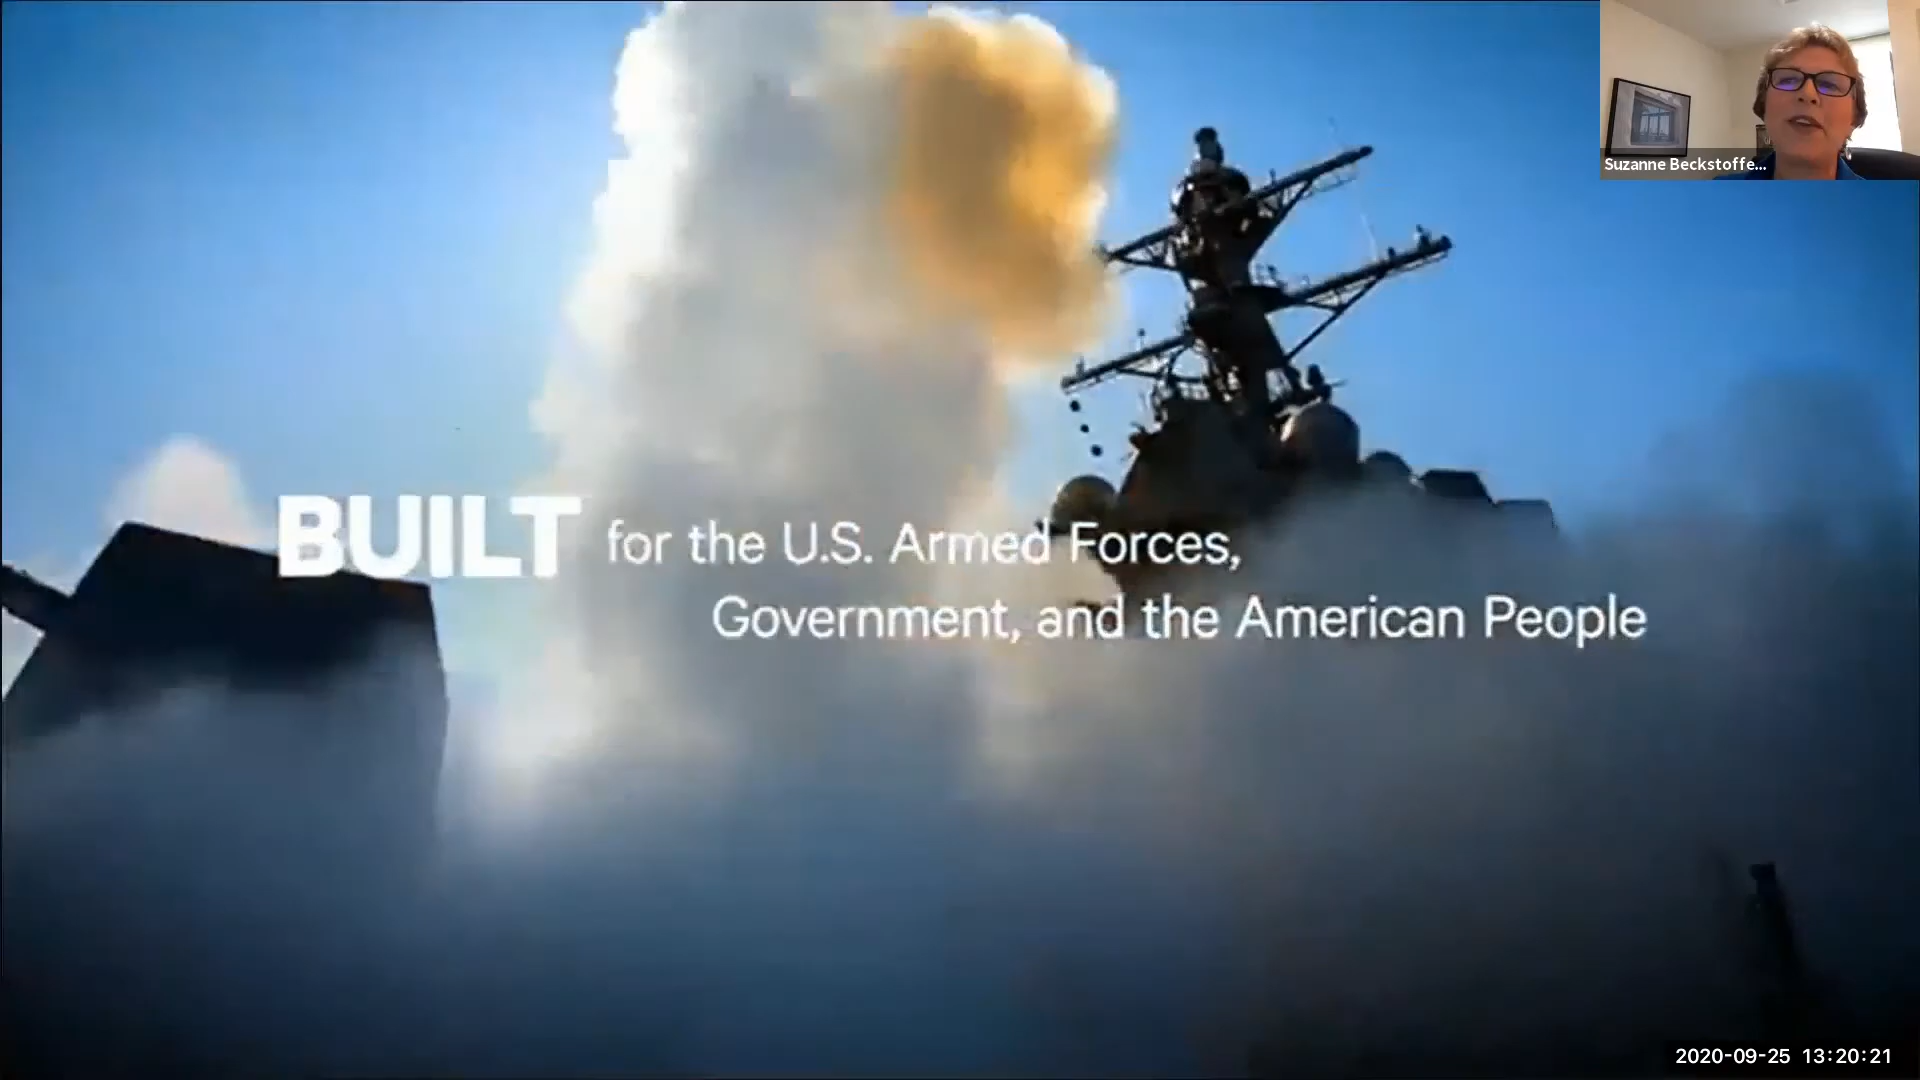 Suzanne Beckstoffe...
BUILT for the U.S. Armed Forces,
Government, and the American People
2020-09-25 13:20:21